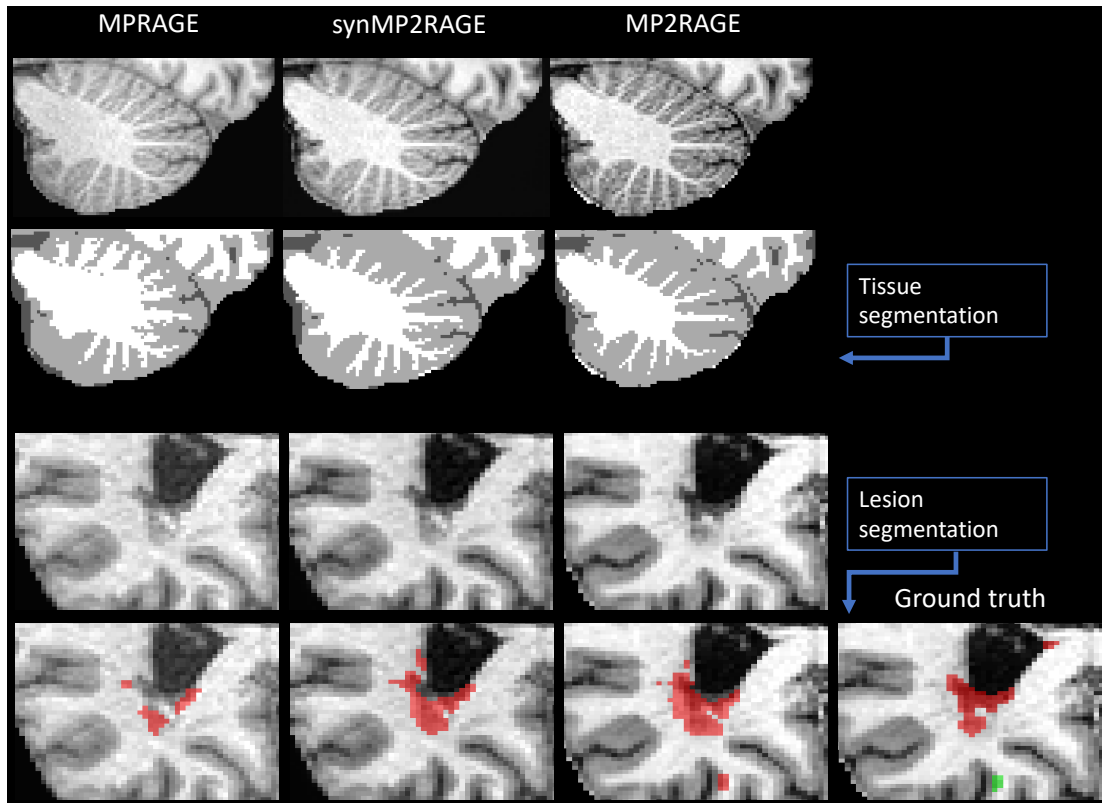 MPRAGE
synMP2RAGE
MP2RAGE
Tissue
segmentation
Lesion
segmentation
Ground truth